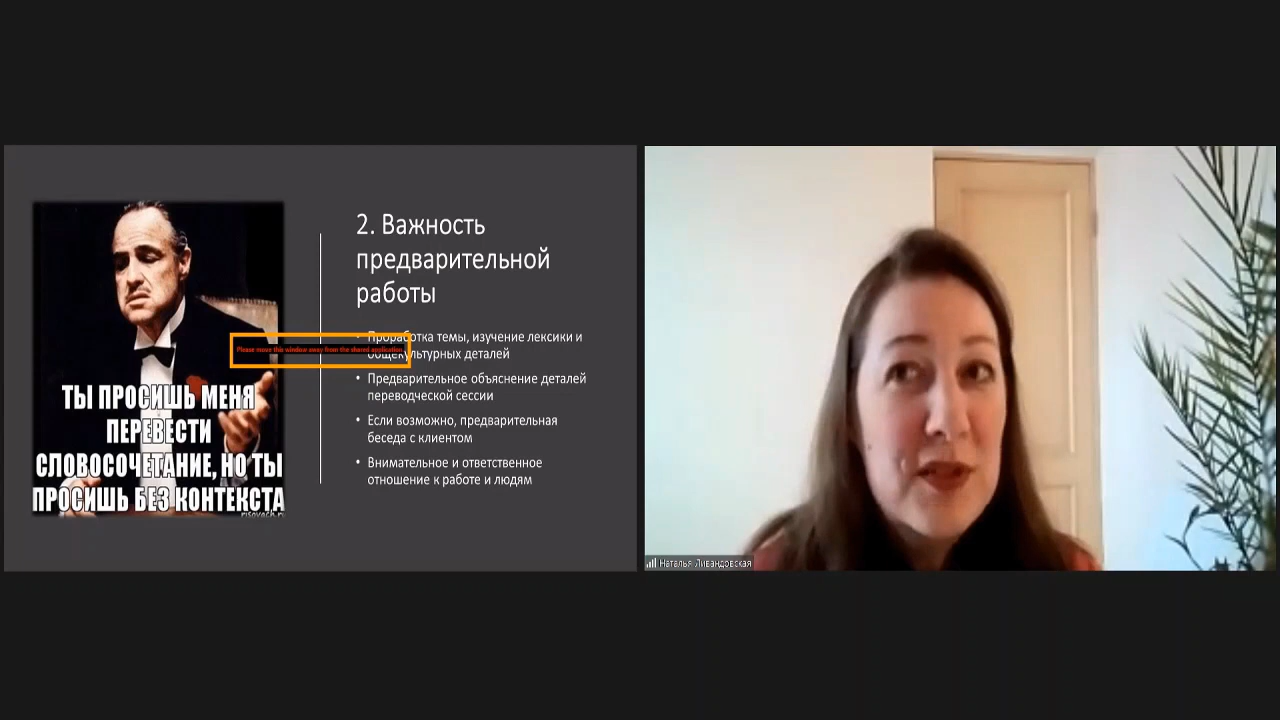 ТЫ ПРОСИШЬ МЕНЯ
ПЕРЕВЕСТИ
СЛОВОСОЧЕТАНИЕ, НО ТЫ
ПРОСИШЬ БЕЗ КОНТЕКСТА
risovach.ru
2. Важность
предварительной
работы
Please move this window away from the shared application
• Проработка темы, изучение лексики и
общекультурных деталей
• Предварительное объяснение деталей
переводческой сессии
• Если возможно, предварительная
беседа с клиентом
• Внимательное и ответственное
отношение к работе и людям
Наталья Ливандовская